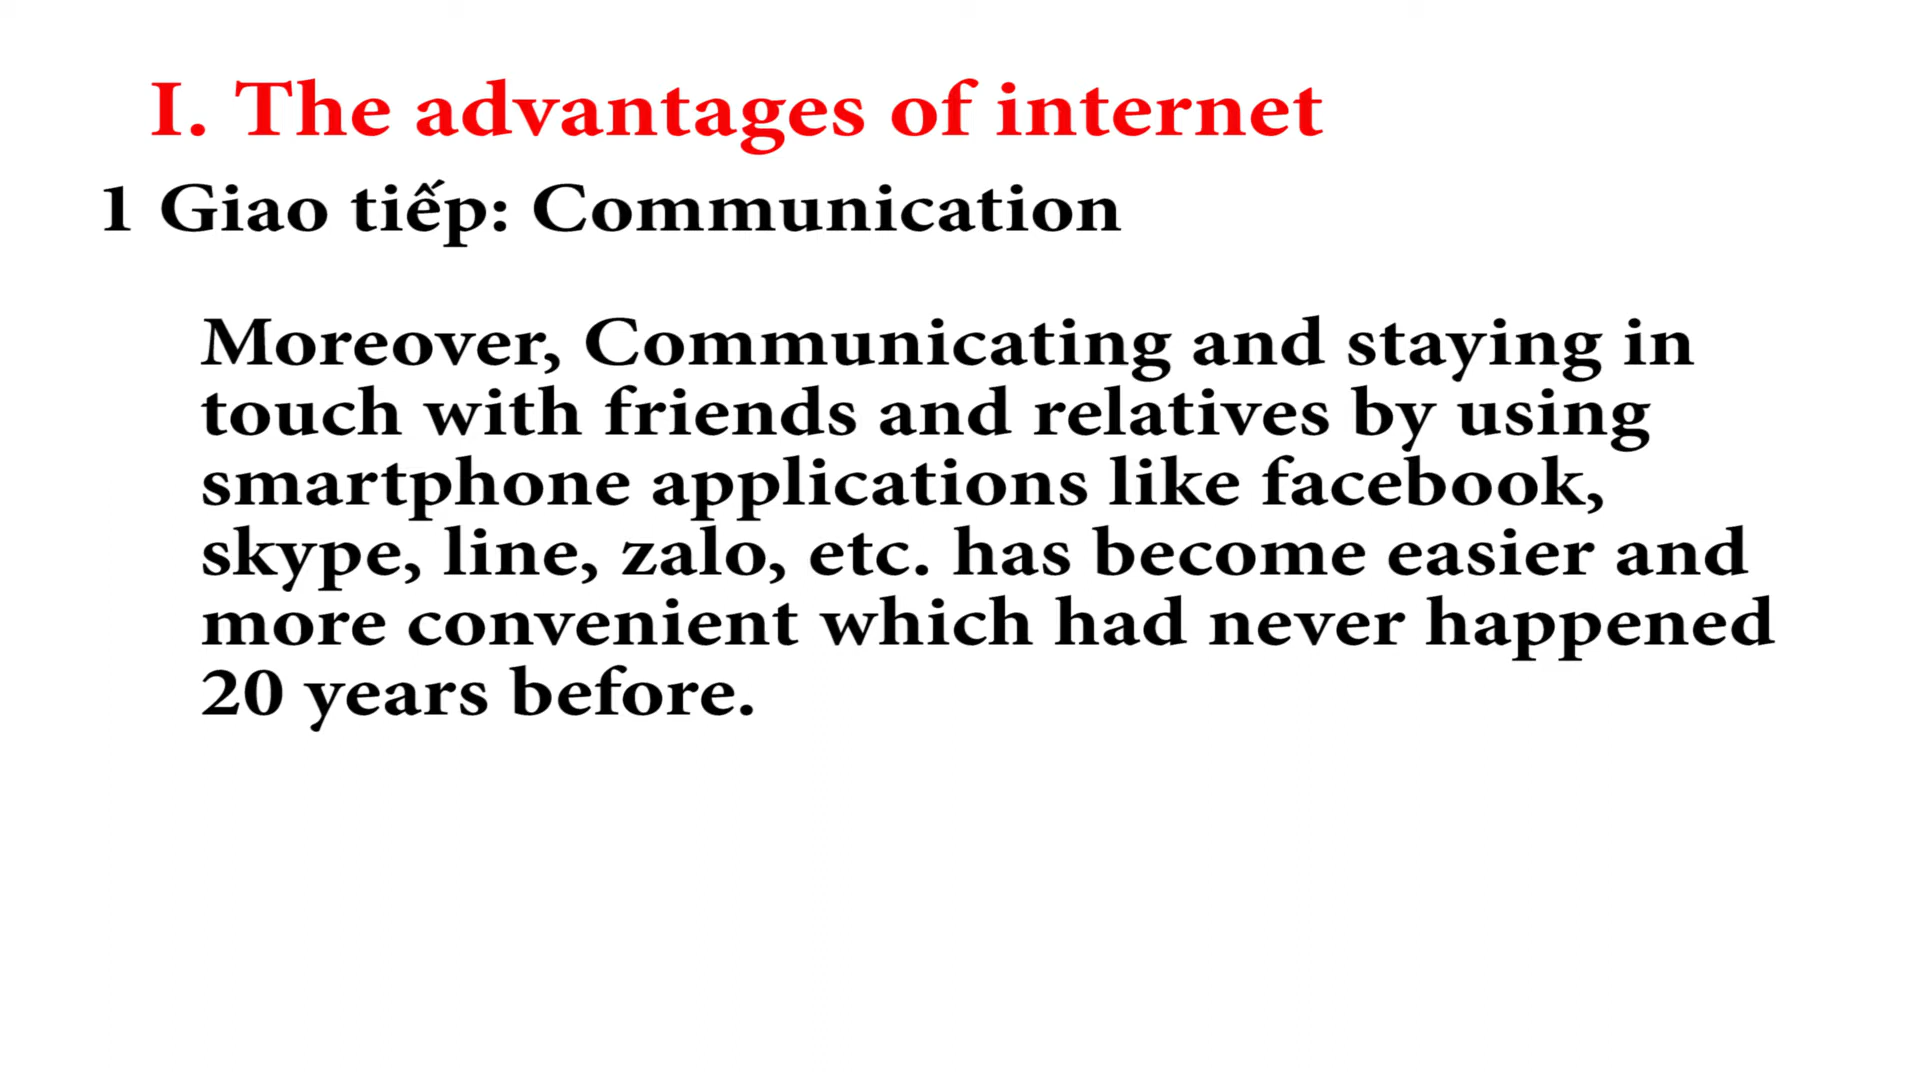 I. The advantages of internet
1 Giao tiếp: Communication
Moreover, Communicating and staying in
touch with friends and relatives by using
smartphone applications like facebook,
skype, line, zalo, etc. has become easier and
more convenient which had never happened
20 years before.